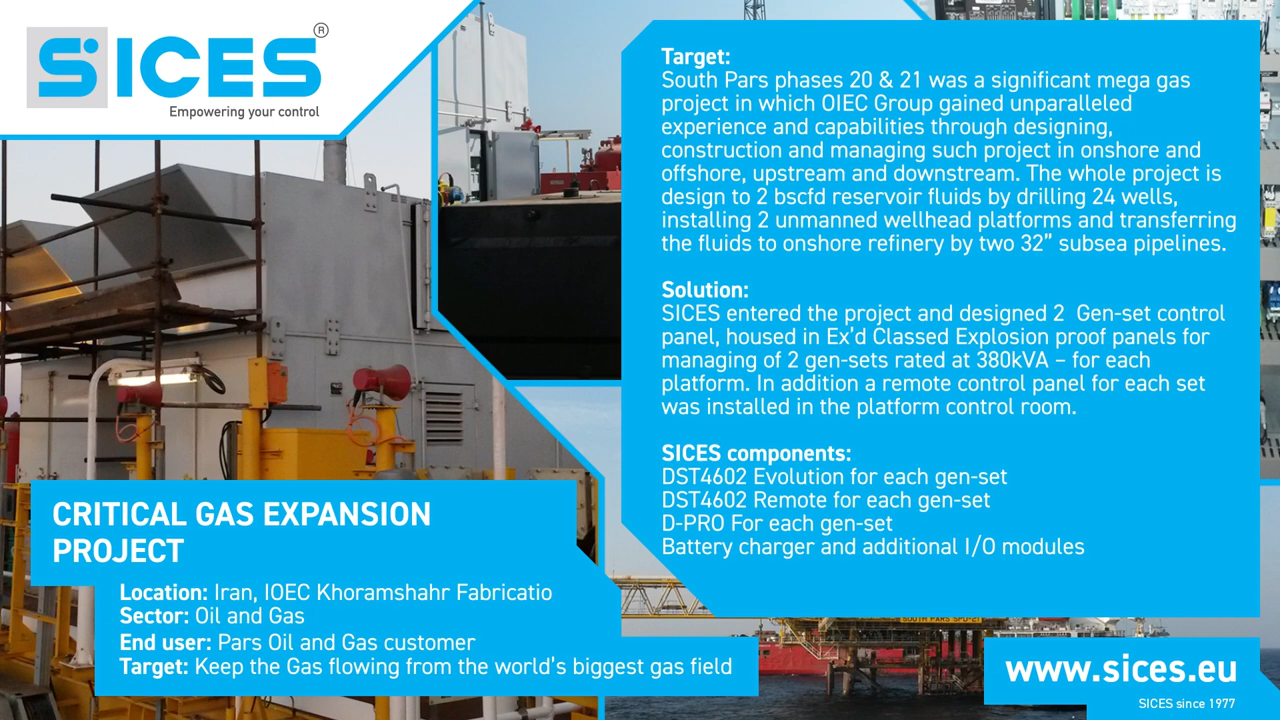 SICES ®
Empowering your control
CRITICAL GAS EXPANSION
PROJECT
Location: Iran, IOEC Khoramshahr Fabricatio
Sector: Oil and Gas
End user: Pars Oil and Gas customer
Target: Keep the Gas flowing from the world's biggest gas field
Target:
South Pars phases 20 & 21 was a significant mega gas
project in which OIEC Group gained unparalleled
experience and capabilities through designing,
construction and managing such project in onshore and
offshore, upstream and downstream. The whole project is
design to 2 bscfd reservoir fluids by drilling 24 wells,
installing 2 unmanned wellhead platforms and transferring
the fluids to onshore refinery by two 32” subsea pipelines.
Solution:
SICES entered the project and designed 2  Gen-set control
panel, housed in Ex’d Classed Explosion proof panels for
managing of 2 gen-sets rated at 380kVA – for each
platform. In addition a remote control panel for each set
was installed in the platform control room.
SICES components:
DST4602 Evolution for each gen-set
DST4602 Remote for each gen-set
D-PRO For each gen-set
Battery charger and additional I/O modules
SOUTH PARS SPD-21
www.sices.eu
SICES since 1977